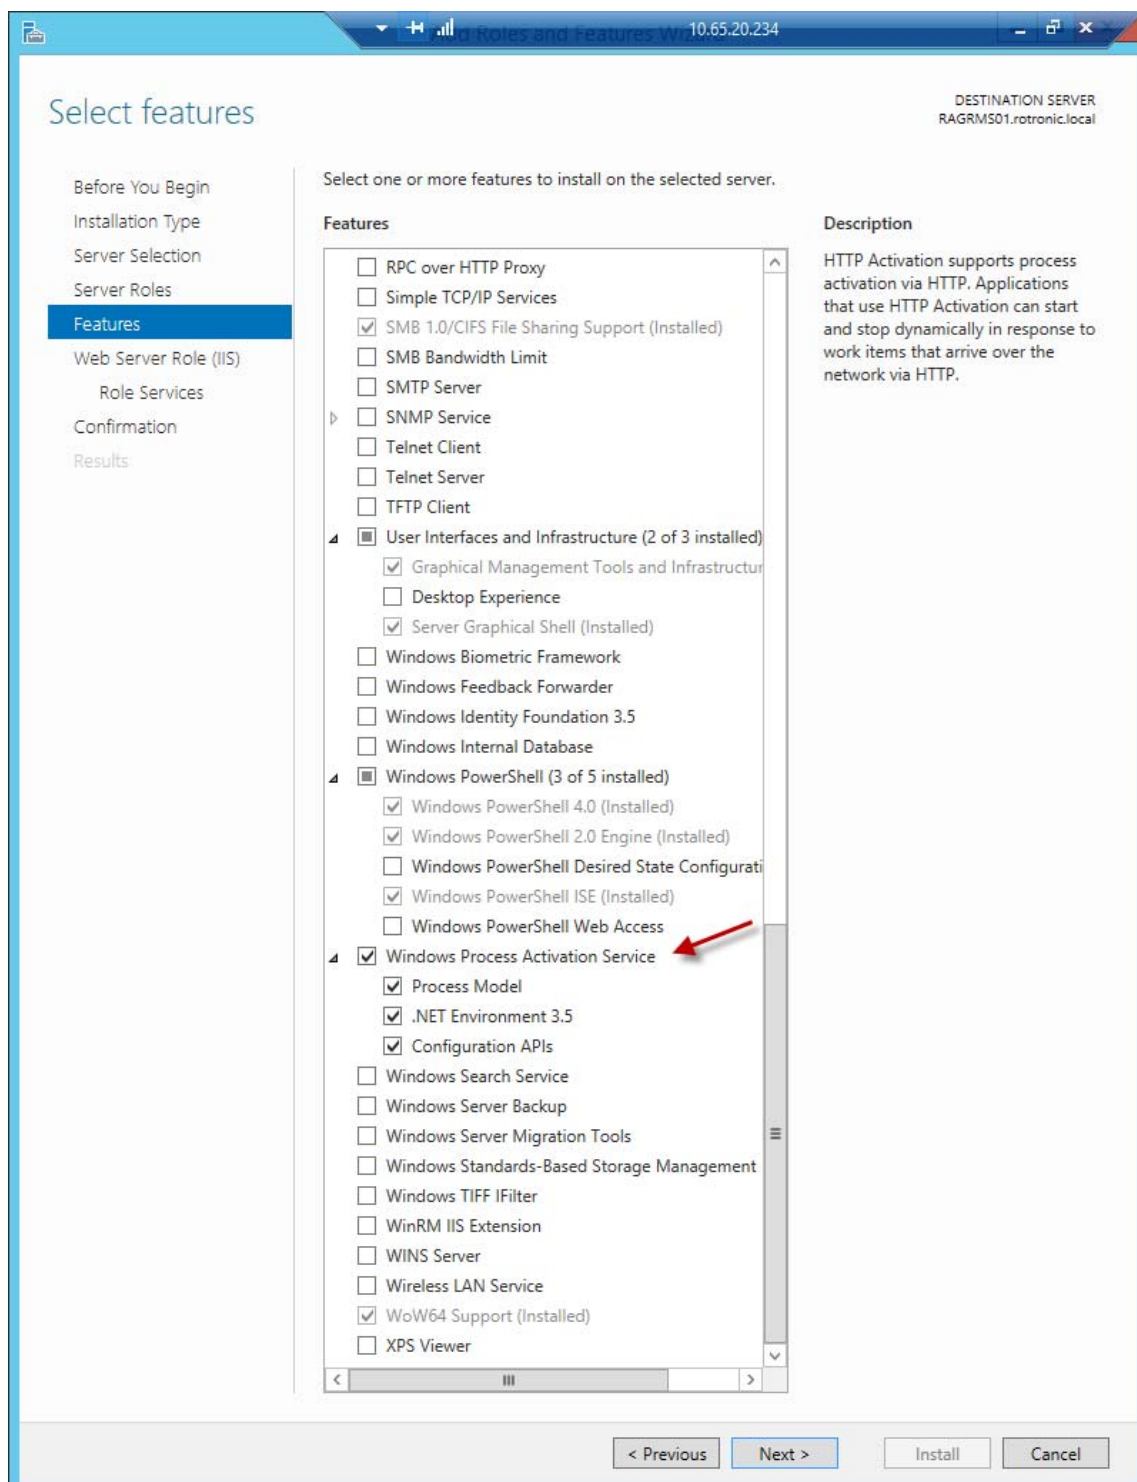 Add Roles and Features Wizard 10.65.20.234
Select features
DESTINATION SERVER
RAGRMS01.rotronic.local
Before You Begin
Installation Type
Server Selection
Server Roles
Features
Web Server Role (IIS)
Role Services
Confirmation
Results
Select one or more features to install on the selected server.
Features
RPC over HTTP Proxy
Simple TCP/IP Services
SMB 1.0/CIFS File Sharing Support (Installed)
SMB Bandwidth Limit
SMTP Server
SNMP Service
Telnet Client
Telnet Server
TFTP Client
User Interfaces and Infrastructure (2 of 3 installed)
Graphical Management Tools and Infrastructur
Desktop Experience
Server Graphical Shell (Installed)
Windows Biometric Framework
Windows Feedback Forwarder
Windows Identity Foundation 3.5
Windows Internal Database
Windows PowerShell (3 of 5 installed)
Windows PowerShell 4.0 (Installed)
Windows PowerShell 2.0 Engine (Installed)
Windows PowerShell Desired State Configurati
Windows PowerShell ISE (Installed)
Windows PowerShell Web Access
Windows Process Activation Service
Process Model
.NET Environment 3.5
Configuration APIs
Windows Search Service
Windows Server Backup
Windows Server Migration Tools
Windows Standards-Based Storage Management
Windows TIFF IFilter
WinRM IIS Extension
WINS Server
Wireless LAN Service
WoW64 Support (Installed)
XPS Viewer
Description
HTTP Activation supports process
activation via HTTP. Applications
that use HTTP Activation can start
and stop dynamically in response to
work items that arrive over the
network via HTTP.
< Previous
Next >
Install
Cancel